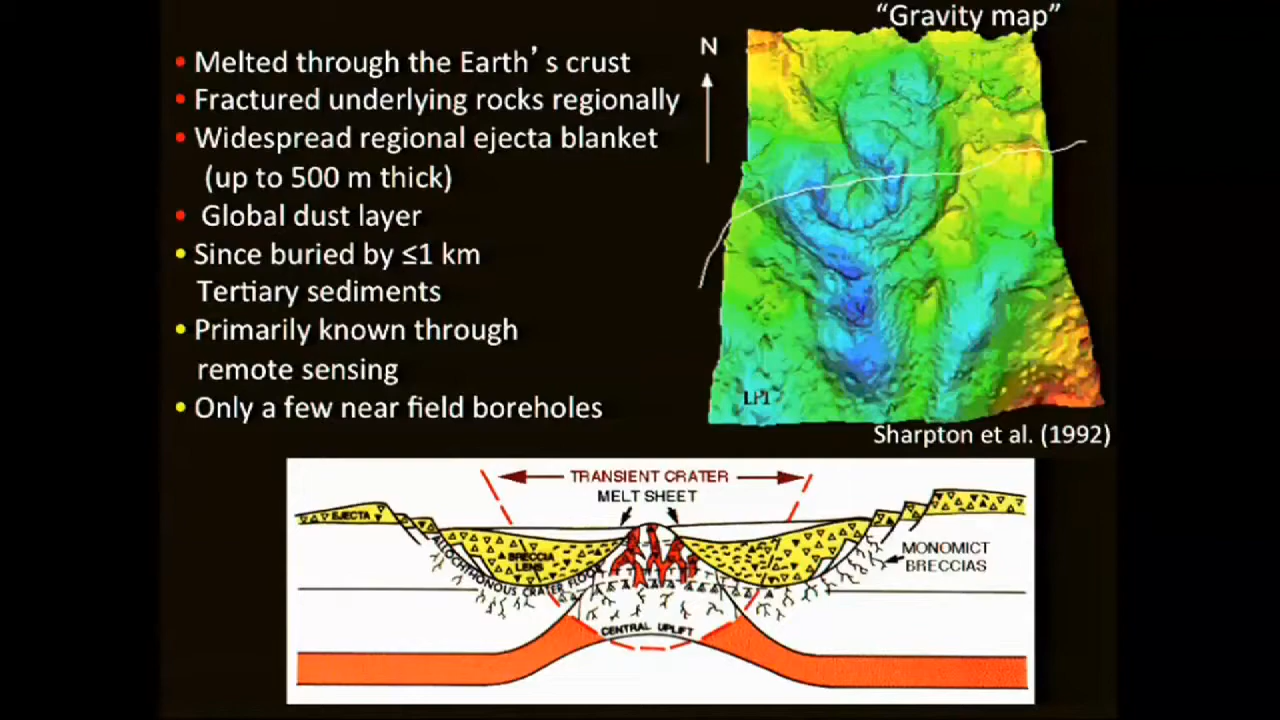 "Gravity map"
N
• Melted through the Earth's crust
• Fractured underlying rocks regionally
• Widespread regional ejecta blanket
(up to 500 m thick)
• Global dust layer
• Since buried by ≤1 km
Tertiary sediments
• Primarily known through
remote sensing
• Only a few near field boreholes
LPI
Sharpton et al. (1992)
TRANSIENT CRATER
MELT SHEET
EJECTA
BRECCIA
LENS
ALLOCHTHONOUS CRATER FLOOR
MONOMICT
BRECCIAS
CENTRAL UPLIFT